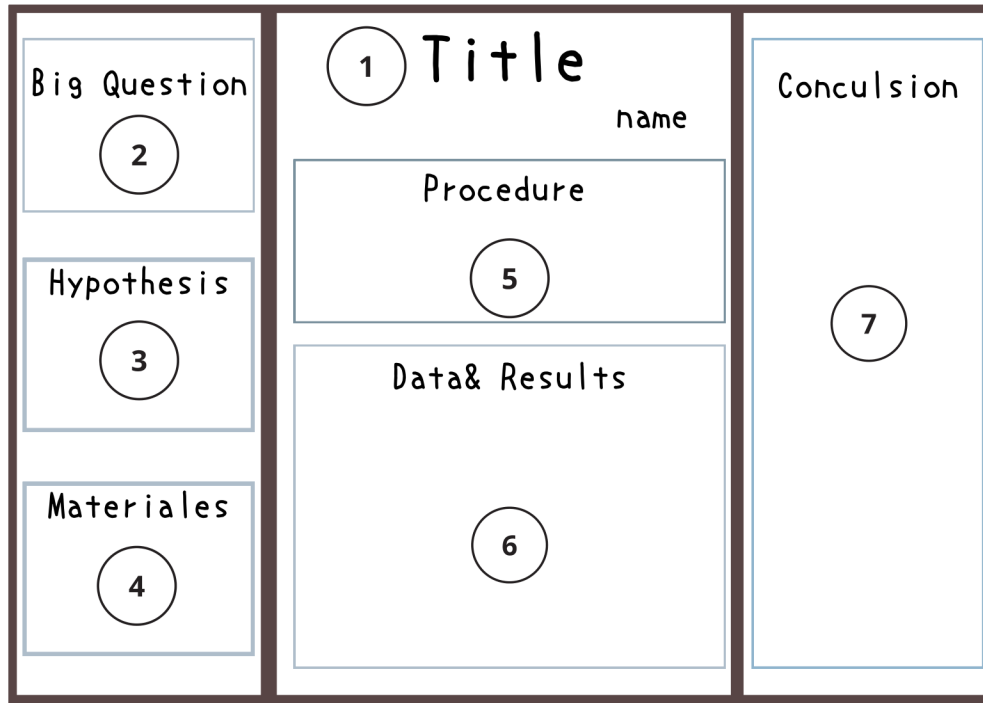 1 Title
name
Big Question
2
Hypothesis
3
Materiales
4
Procedure
5
Data& Results
6
Conculsion
7